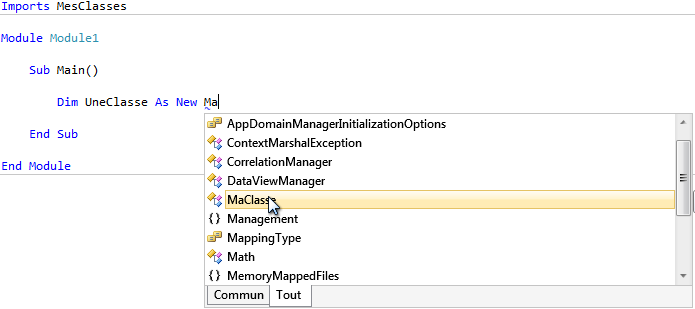 Imports MesClasses
Module Module1
Sub Main()
Dim UneClasse As New Ma
End Sub
End Module
AppDomainManagerInitializationOptions
ContextMarshalException
CorrelationManager
DataViewManager
MaClasse
{} Management
MappingType
Math
{} MemoryMappedFiles
Commun Tout